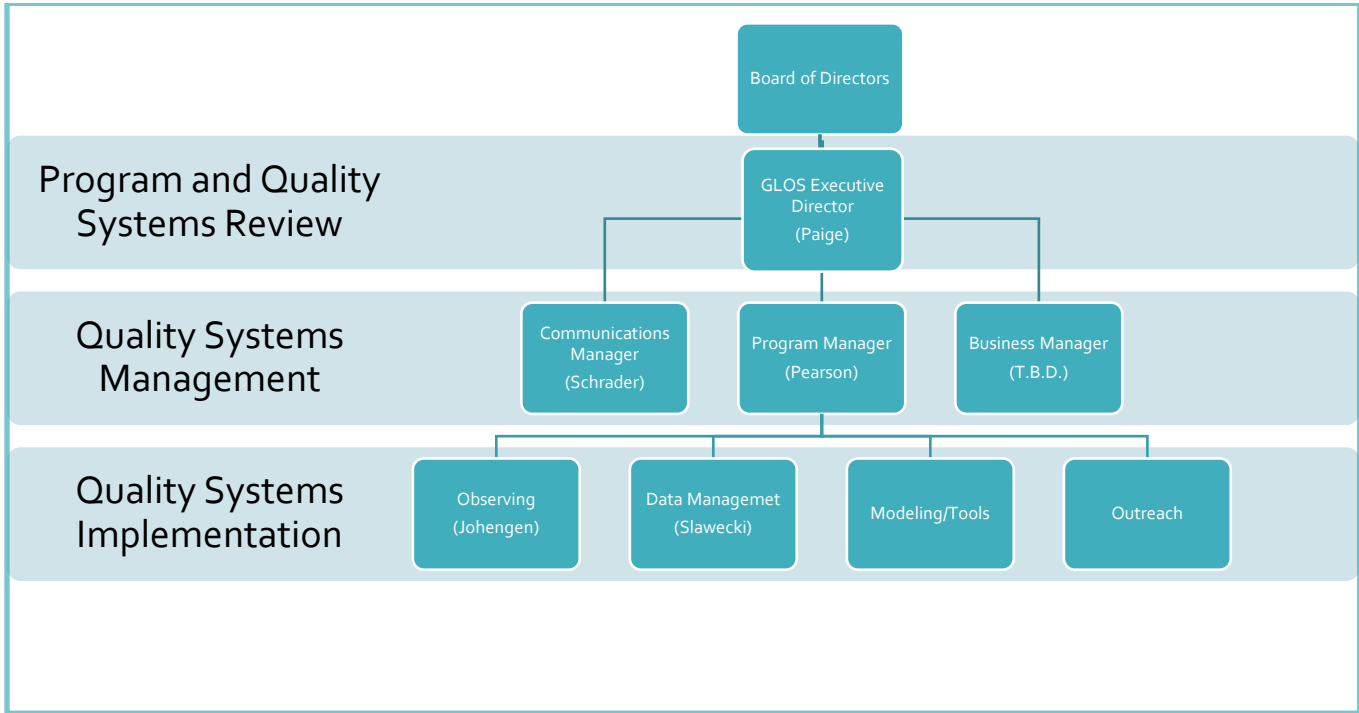 Board of Directors
Program and Quality
Systems Review
GLOS Executive
Director
(Paige)
Quality Systems
Management
Communications
Manager
(Schrader)
Program Manager
(Pearson)
Business Manager
(T.B.D.)
Quality Systems
Implementation
Observing
(Johengen)
Data Managemet
(Slawecki)
Modeling/Tools
Outreach